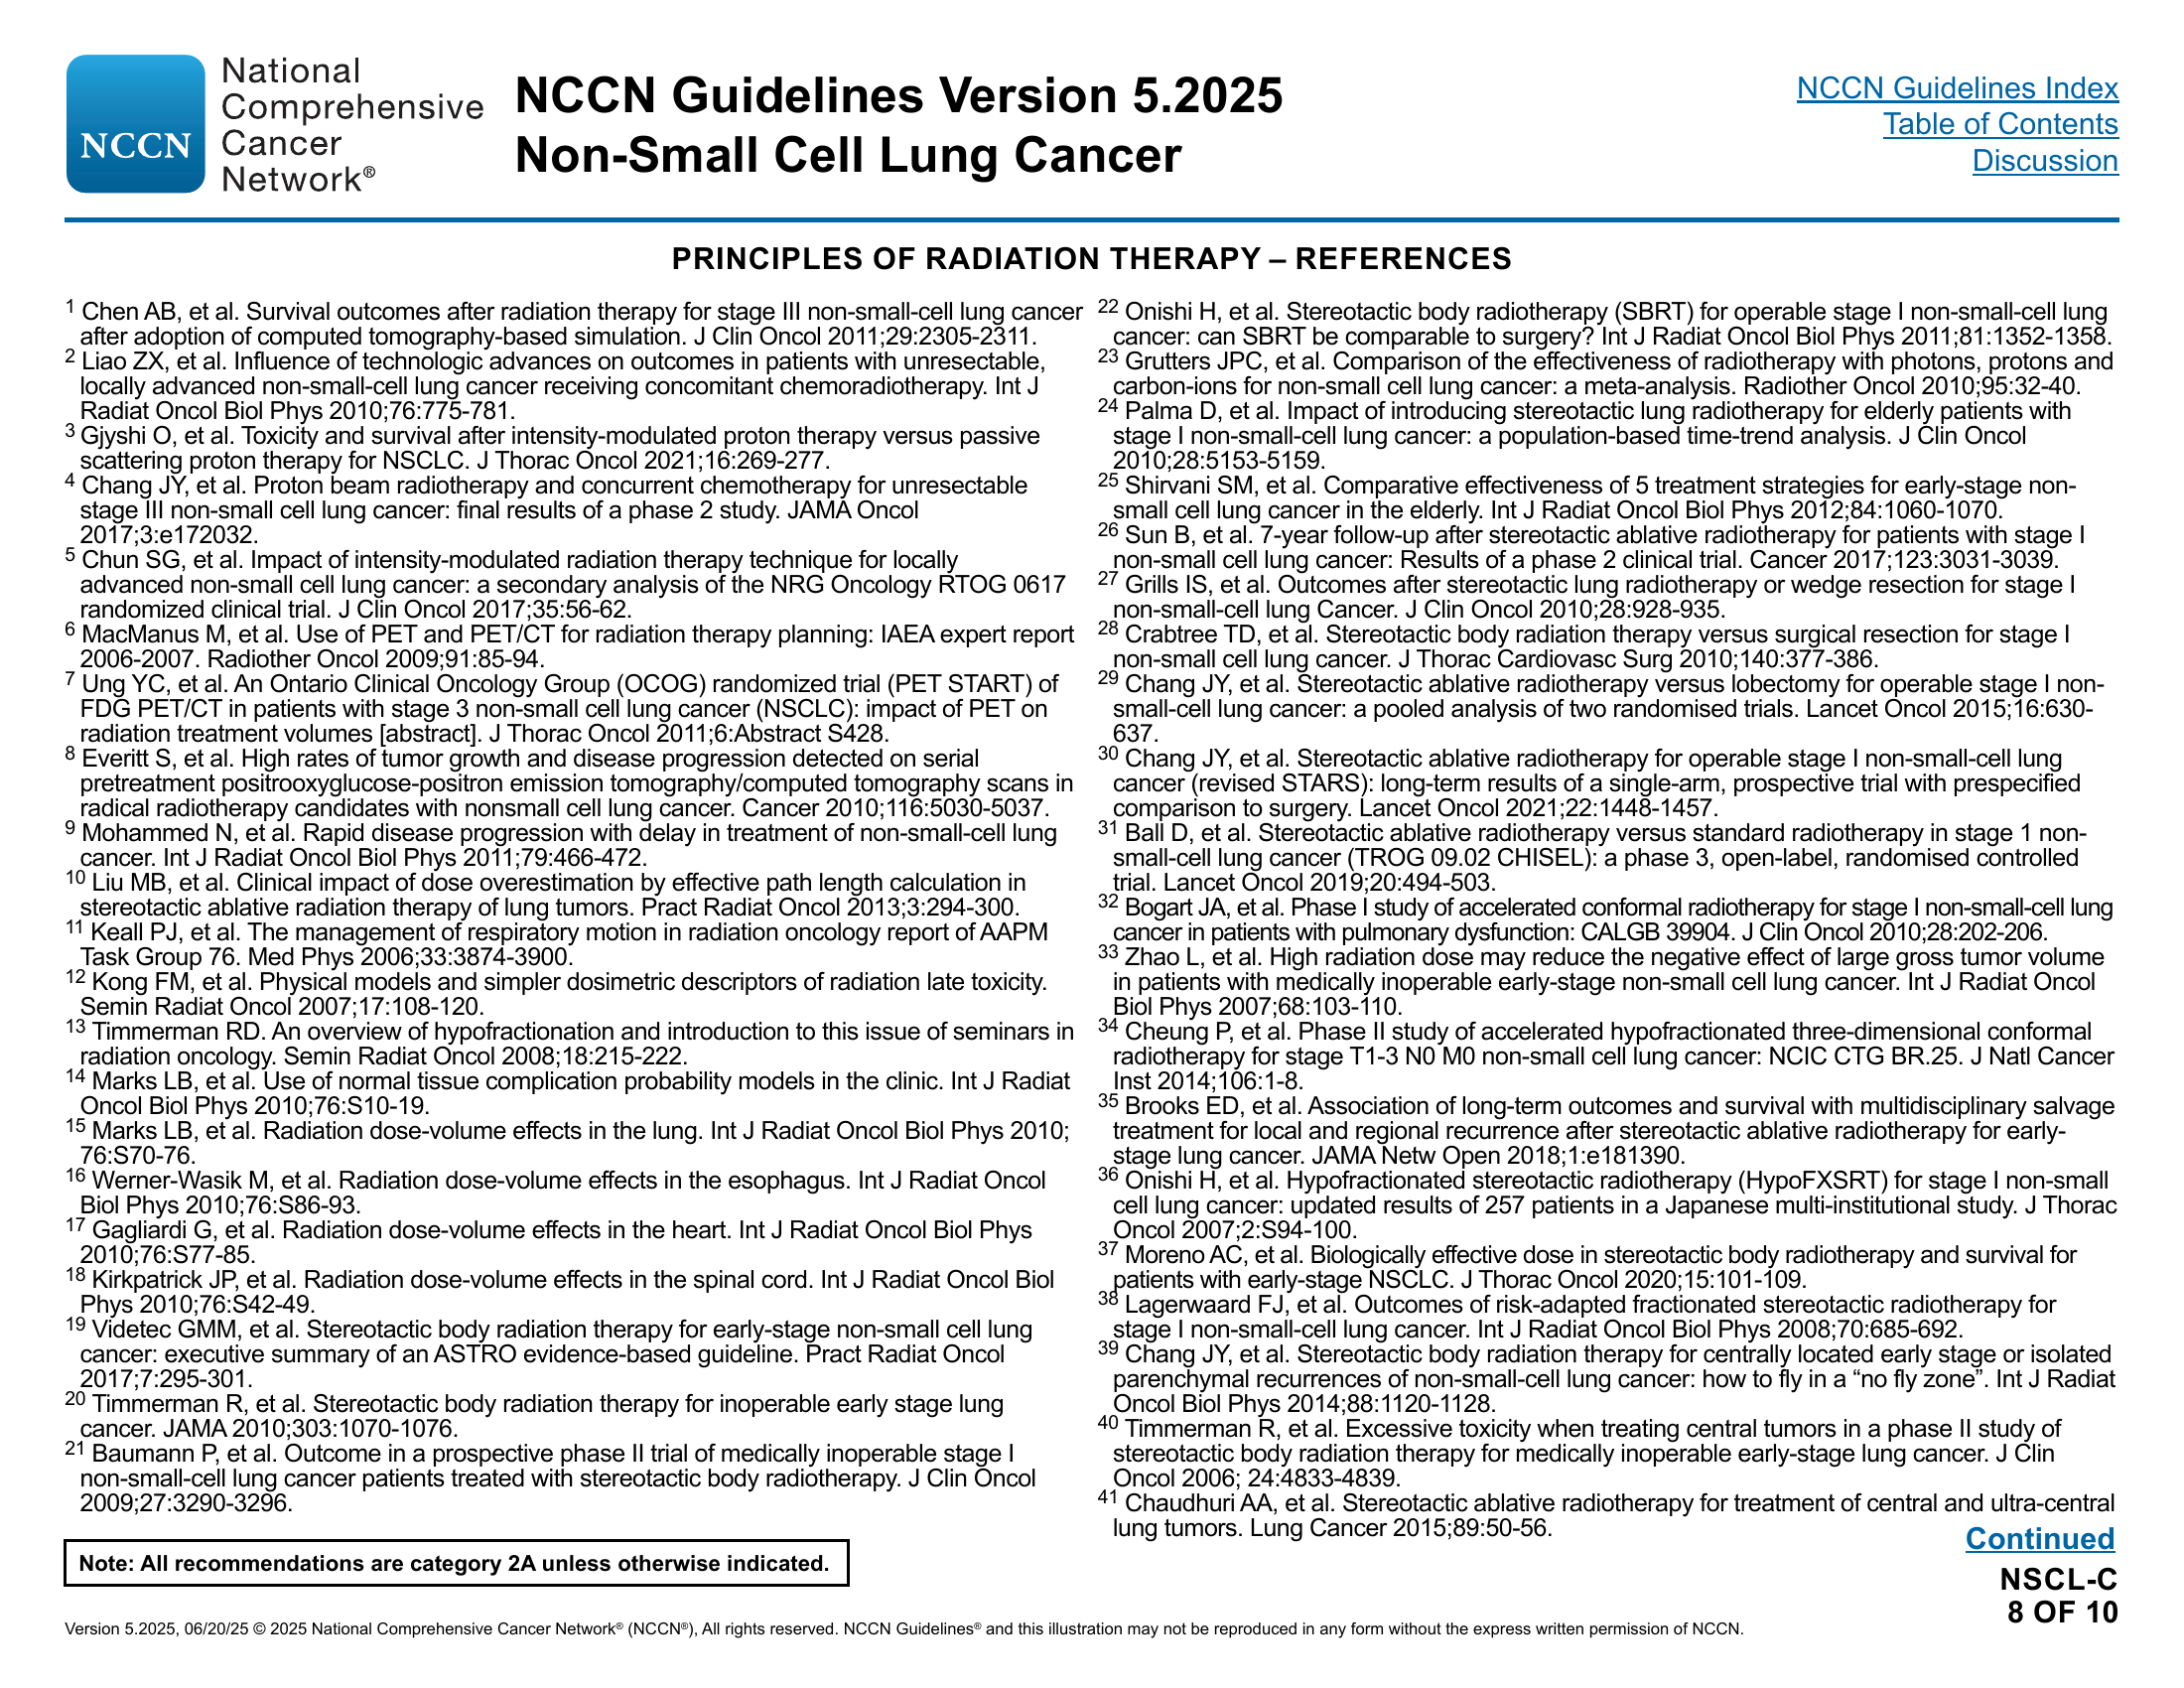 NCCN
National
Comprehensive
Cancer
Network®
NCCN Guidelines Version 5.2025
Non-Small Cell Lung Cancer
NCCN Guidelines Index
Table of Contents
Discussion
PRINCIPLES OF RADIATION THERAPY – REFERENCES
1 Chen AB, et al. Survival outcomes after radiation therapy for stage III non-small-cell lung cancer
after adoption of computed tomography-based simulation. J Clin Oncol 2011;29:2305-2311.
2 Liao ZX, et al. Influence of technologic advances on outcomes in patients with unresectable,
locally advanced non-small-cell lung cancer receiving concomitant chemoradiotherapy. Int J
Radiat Oncol Biol Phys 2010;76:775-781.
3 Gjyshi O, et al. Toxicity and survival after intensity-modulated proton therapy versus passive
scattering proton therapy for NSCLC. J Thorac Oncol 2021;16:269-277.
4 Chang JY, et al. Proton beam radiotherapy and concurrent chemotherapy for unresectable
stage III non-small cell lung cancer: final results of a phase 2 study. JAMA Oncol
2017;3:e172032.
5 Chun SG, et al. Impact of intensity-modulated radiation therapy technique for locally
advanced non-small cell lung cancer: a secondary analysis of the NRG Oncology RTOG 0617
randomized clinical trial. J Clin Oncol 2017;35:56-62.
6 MacManus M, et al. Use of PET and PET/CT for radiation therapy planning: IAEA expert report
2006-2007. Radiother Oncol 2009;91:85-94.
7 Ung YC, et al. An Ontario Clinical Oncology Group (OCOG) randomized trial (PET START) of
FDG PET/CT in patients with stage 3 non-small cell lung cancer (NSCLC): impact of PET on
radiation treatment volumes [abstract]. J Thorac Oncol 2011;6:Abstract S428.
8 Everitt S, et al. High rates of tumor growth and disease progression detected on serial
pretreatment positrooxyglucose-positron emission tomography/computed tomography scans in
radical radiotherapy candidates with nonsmall cell lung cancer. Cancer 2010;116:5030-5037.
9 Mohammed N, et al. Rapid disease progression with delay in treatment of non-small-cell lung
cancer. Int J Radiat Oncol Biol Phys 2011;79:466-472.
10 Liu MB, et al. Clinical impact of dose overestimation by effective path length calculation in
stereotactic ablative radiation therapy of lung tumors. Pract Radiat Oncol 2013;3:294-300.
11 Keall PJ, et al. The management of respiratory motion in radiation oncology report of AAPM
Task Group 76. Med Phys 2006;33:3874-3900.
12 Kong FM, et al. Physical models and simpler dosimetric descriptors of radiation late toxicity.
Semin Radiat Oncol 2007;17:108-120.
13 Timmerman RD. An overview of hypofractionation and introduction to this issue of seminars in
radiation oncology. Semin Radiat Oncol 2008;18:215-222.
14 Marks LB, et al. Use of normal tissue complication probability models in the clinic. Int J Radiat
Oncol Biol Phys 2010;76:S10-19.
15 Marks LB, et al. Radiation dose-volume effects in the lung. Int J Radiat Oncol Biol Phys 2010;
76:S70-76.
16 Werner-Wasik M, et al. Radiation dose-volume effects in the esophagus. Int J Radiat Oncol
Biol Phys 2010;76:S86-93.
17 Gagliardi G, et al. Radiation dose-volume effects in the heart. Int J Radiat Oncol Biol Phys
2010;76:S77-85.
18 Kirkpatrick JP, et al. Radiation dose-volume effects in the spinal cord. Int J Radiat Oncol Biol
Phys 2010;76:S42-49.
19 Videtec GMM, et al. Stereotactic body radiation therapy for early-stage non-small cell lung
cancer: executive summary of an ASTRO evidence-based guideline. Pract Radiat Oncol
2017;7:295-301.
20 Timmerman R, et al. Stereotactic body radiation therapy for inoperable early stage lung
cancer. JAMA 2010;303:1070-1076.
21 Baumann P, et al. Outcome in a prospective phase II trial of medically inoperable stage I
non-small-cell lung cancer patients treated with stereotactic body radiotherapy. J Clin Oncol
2009;27:3290-3296.
22 Onishi H, et al. Stereotactic body radiotherapy (SBRT) for operable stage I non-small-cell lung
cancer: can SBRT be comparable to surgery? Int J Radiat Oncol Biol Phys 2011;81:1352-1358.
23 Grutters JPC, et al. Comparison of the effectiveness of radiotherapy with photons, protons and
carbon-ions for non-small cell lung cancer: a meta-analysis. Radiother Oncol 2010;95:32-40.
24 Palma D, et al. Impact of introducing stereotactic lung radiotherapy for elderly patients with
stage I non-small-cell lung cancer: a population-based time-trend analysis. J Clin Oncol
2010;28:5153-5159.
25 Shirvani SM, et al. Comparative effectiveness of 5 treatment strategies for early-stage non-
small cell lung cancer in the elderly. Int J Radiat Oncol Biol Phys 2012;84:1060-1070.
26 Sun B, et al. 7-year follow-up after stereotactic ablative radiotherapy for patients with stage I
non-small cell lung cancer: Results of a phase 2 clinical trial. Cancer 2017;123:3031-3039.
27 Grills IS, et al. Outcomes after stereotactic lung radiotherapy or wedge resection for stage I
non-small-cell lung Cancer. J Clin Oncol 2010;28:928-935.
28 Crabtree TD, et al. Stereotactic body radiation therapy versus surgical resection for stage I
non-small cell lung cancer. J Thorac Cardiovasc Surg 2010;140:377-386.
29 Chang JY, et al. Stereotactic ablative radiotherapy versus lobectomy for operable stage I non-
small-cell lung cancer: a pooled analysis of two randomised trials. Lancet Oncol 2015;16:630-
637.
30 Chang JY, et al. Stereotactic ablative radiotherapy for operable stage I non-small-cell lung
cancer (revised STARS): long-term results of a single-arm, prospective trial with prespecified
comparison to surgery. Lancet Oncol 2021;22:1448-1457.
31 Ball D, et al. Stereotactic ablative radiotherapy versus standard radiotherapy in stage 1 non-
small-cell lung cancer (TROG 09.02 CHISEL): a phase 3, open-label, randomised controlled
trial. Lancet Oncol 2019;20:494-503.
32 Bogart JA, et al. Phase I study of accelerated conformal radiotherapy for stage I non-small-cell lung
cancer in patients with pulmonary dysfunction: CALGB 39904. J Clin Oncol 2010;28:202-206.
33 Zhao L, et al. High radiation dose may reduce the negative effect of large gross tumor volume
in patients with medically inoperable early-stage non-small cell lung cancer. Int J Radiat Oncol
Biol Phys 2007;68:103-110.
34 Cheung P, et al. Phase II study of accelerated hypofractionated three-dimensional conformal
radiotherapy for stage T1-3 N0 M0 non-small cell lung cancer: NCIC CTG BR.25. J Natl Cancer
Inst 2014;106:1-8.
35 Brooks ED, et al. Association of long-term outcomes and survival with multidisciplinary salvage
treatment for local and regional recurrence after stereotactic ablative radiotherapy for early-
stage lung cancer. JAMA Netw Open 2018;1:e181390.
36 Onishi H, et al. Hypofractionated stereotactic radiotherapy (HypoFXSRT) for stage I non-small
cell lung cancer: updated results of 257 patients in a Japanese multi-institutional study. J Thorac
Oncol 2007;2:S94-100.
37 Moreno AC, et al. Biologically effective dose in stereotactic body radiotherapy and survival for
patients with early-stage NSCLC. J Thorac Oncol 2020;15:101-109.
38 Lagerwaard FJ, et al. Outcomes of risk-adapted fractionated stereotactic radiotherapy for
stage I non-small-cell lung cancer. Int J Radiat Oncol Biol Phys 2008;70:685-692.
39 Chang JY, et al. Stereotactic body radiation therapy for centrally located early stage or isolated
parenchymal recurrences of non-small-cell lung cancer: how to fly in a “no fly zone”. Int J Radiat
Oncol Biol Phys 2014;88:1120-1128.
40 Timmerman R, et al. Excessive toxicity when treating central tumors in a phase II study of
stereotactic body radiation therapy for medically inoperable early-stage lung cancer. J Clin
Oncol 2006; 24:4833-4839.
41 Chaudhuri AA, et al. Stereotactic ablative radiotherapy for treatment of central and ultra-central
lung tumors. Lung Cancer 2015;89:50-56.
Continued
Note: All recommendations are category 2A unless otherwise indicated.
NSCL-C
8 OF 10
Version 5.2025, 06/20/25 © 2025 National Comprehensive Cancer Network® (NCCN®), All rights reserved. NCCN Guidelines® and this illustration may not be reproduced in any form without the express written permission of NCCN.